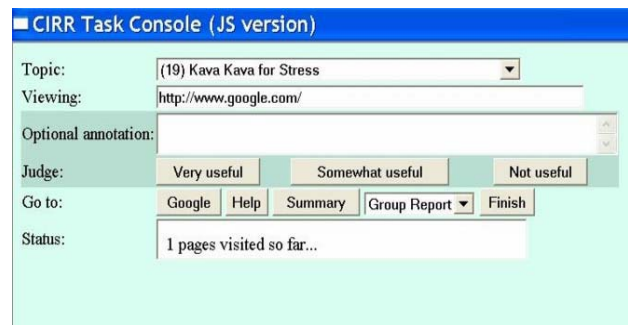 CIRR Task Console (JS version)
Topic: (19) Kava Kava for Stress
Viewing: http://www.google.com/
Optional annotation:
Judge: Very useful Somewhat useful Not useful
Go to: Google Help Summary Group Report Finish
Status: 1 pages visited so far...